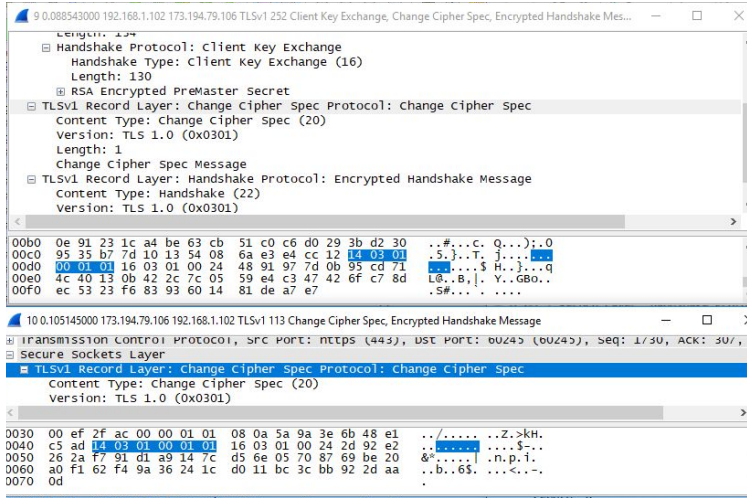 9 0.088543000 192.168.1.102 173.194.79.106 TLSv1 252 Client Key Exchange, Change Cipher Spec, Encrypted Handshake Mes...
Length: 134
Handshake Protocol: Client Key Exchange
Handshake Type: Client Key Exchange (16)
Length: 130
RSA Encrypted PreMaster Secret
TLSv1 Record Layer: Change Cipher Spec Protocol: Change Cipher Spec
Content Type: Change Cipher Spec (20)
Version: TLS 1.0 (0x0301)
Length: 1
Change Cipher Spec Message
TLSv1 Record Layer: Handshake Protocol: Encrypted Handshake Message
Content Type: Handshake (22)
Version: TLS 1.0 (0x0301)
00b0 0e 91 23 1c a4 be 63 cb 51 c0 c6 d0 29 3b d2 30 ..#...c. Q...);.0
00c0 95 35 b7 7d 10 13 54 08 6a e3 e4 cc 12 14 03 01 .5.}..T. j.......
00d0 00 01 01 16 03 01 00 24 48 91 97 7d 0b 95 cd 71 .......$ H..}...q
00e0 4c 40 13 0b 42 2c 7c 05 59 e4 c3 47 42 6f c7 8d L@..B,|. Y..GBo..
00f0 ec 53 23 f6 83 93 60 14 81 de a7 e7 .S#...`. ....
10 0.105145000 173.194.79.106 192.168.1.102 TLSv1 113 Change Cipher Spec, Encrypted Handshake Message
Transmission Control Protocol, Src Port: https (443), Dst Port: 60245 (60245), Seq: 1730, Ack: 307,
Secure Sockets Layer
TLSv1 Record Layer: Change Cipher Spec Protocol: Change Cipher Spec
Content Type: Change Cipher Spec (20)
Version: TLS 1.0 (0x0301)
0030 00 ef 2f ac 00 00 01 01 08 0a 5a 9a 3e 6b 48 e1 ../..... ..Z.>kH.
0040 c5 ad 14 03 01 00 01 01 16 03 01 00 24 2d 92 e2 ........ ....$-..
0050 26 2a f7 91 d1 a9 14 7c d5 6e 05 70 87 69 be 20 &*.....| .n.p.i.
0060 a0 f1 62 f4 9a 36 24 1c d0 11 bc 3c bb 92 2d aa ..b..6$. ...<..-.
0070 0d .